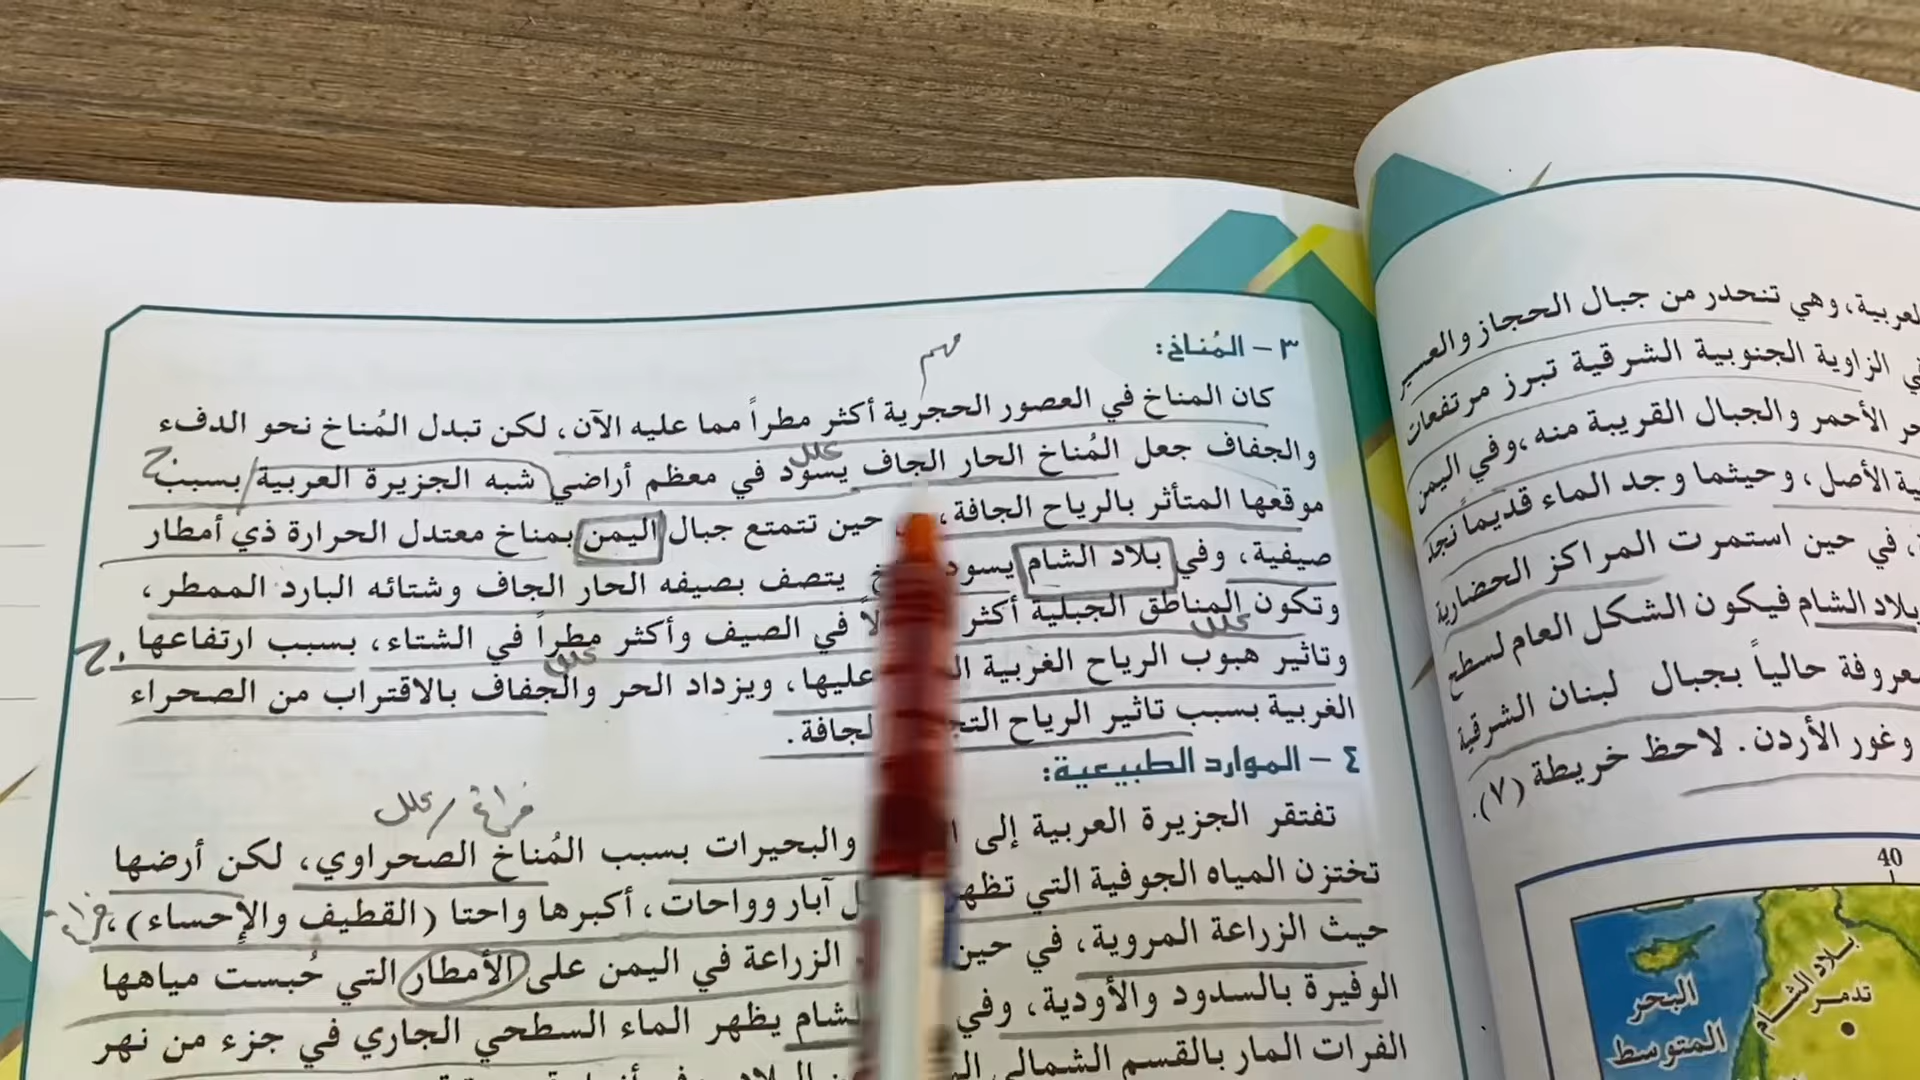 ٣ - المُناخ:
مهم
كان المناخ في العصور الحجرية أكثر مطراً مما عليه الآن، لكن تبدل المُناخ نحو الدفء
والجفاف جعل المُناخ الحار الجاف يسود في معظم أراضي شبه الجزيرة العربية بسبب
علل
موقعها المتأثر بالرياح الجافة، حين تتمتع جبال اليمن بمناخ معتدل الحرارة ذي أمطار
صيفية، وفي بلاد الشام يسود يتصف بصيفه الحار الجاف وشتائه البارد الممطر،
وتكون المناطق الجبلية أكثر في الصيف وأكثر مطراً في الشتاء، بسبب ارتفاعها
علل
وتاثير هبوب الرياح الغربية عليها، ويزداد الحر والجفاف بالاقتراب من الصحراء
علل
الغربية بسبب تاثير الرياح الجافة.
٤ - الموارد الطبيعية:
علل
تفتقر الجزيرة العربية إلى والبحيرات بسبب المُناخ الصحراوي، لكن أرضها
تختزن المياه الجوفية التي آبار وواحات، أكبرها واحتا (القطيف والإحساء)،
حيث الزراعة المروية، في حين الزراعة في اليمن على الأمطار التي حُبست مياهها
الوفيرة بالسدود والأودية، وفي الشام يظهر الماء السطحي الجاري في جزء من نهر
الفرات المار بالقسم الشمالي
العربية، وهي تنحدر من جبال الحجاز والعسير
في الزاوية الجنوبية الشرقية تبرز مرتفعات
الأحمر والجبال القريبة منه، وفي اليمن
الأصل، وحيثما وجد الماء قديماً نجد
في حين استمرت المراكز الحضارية
بلاد الشام فيكون الشكل العام لسطح
معروفة حالياً بجبال لبنان الشرقية
وغور الأردن. لاحظ خريطة (٧).
40
بلاد الشام
تدمر
البحر
المتوسط